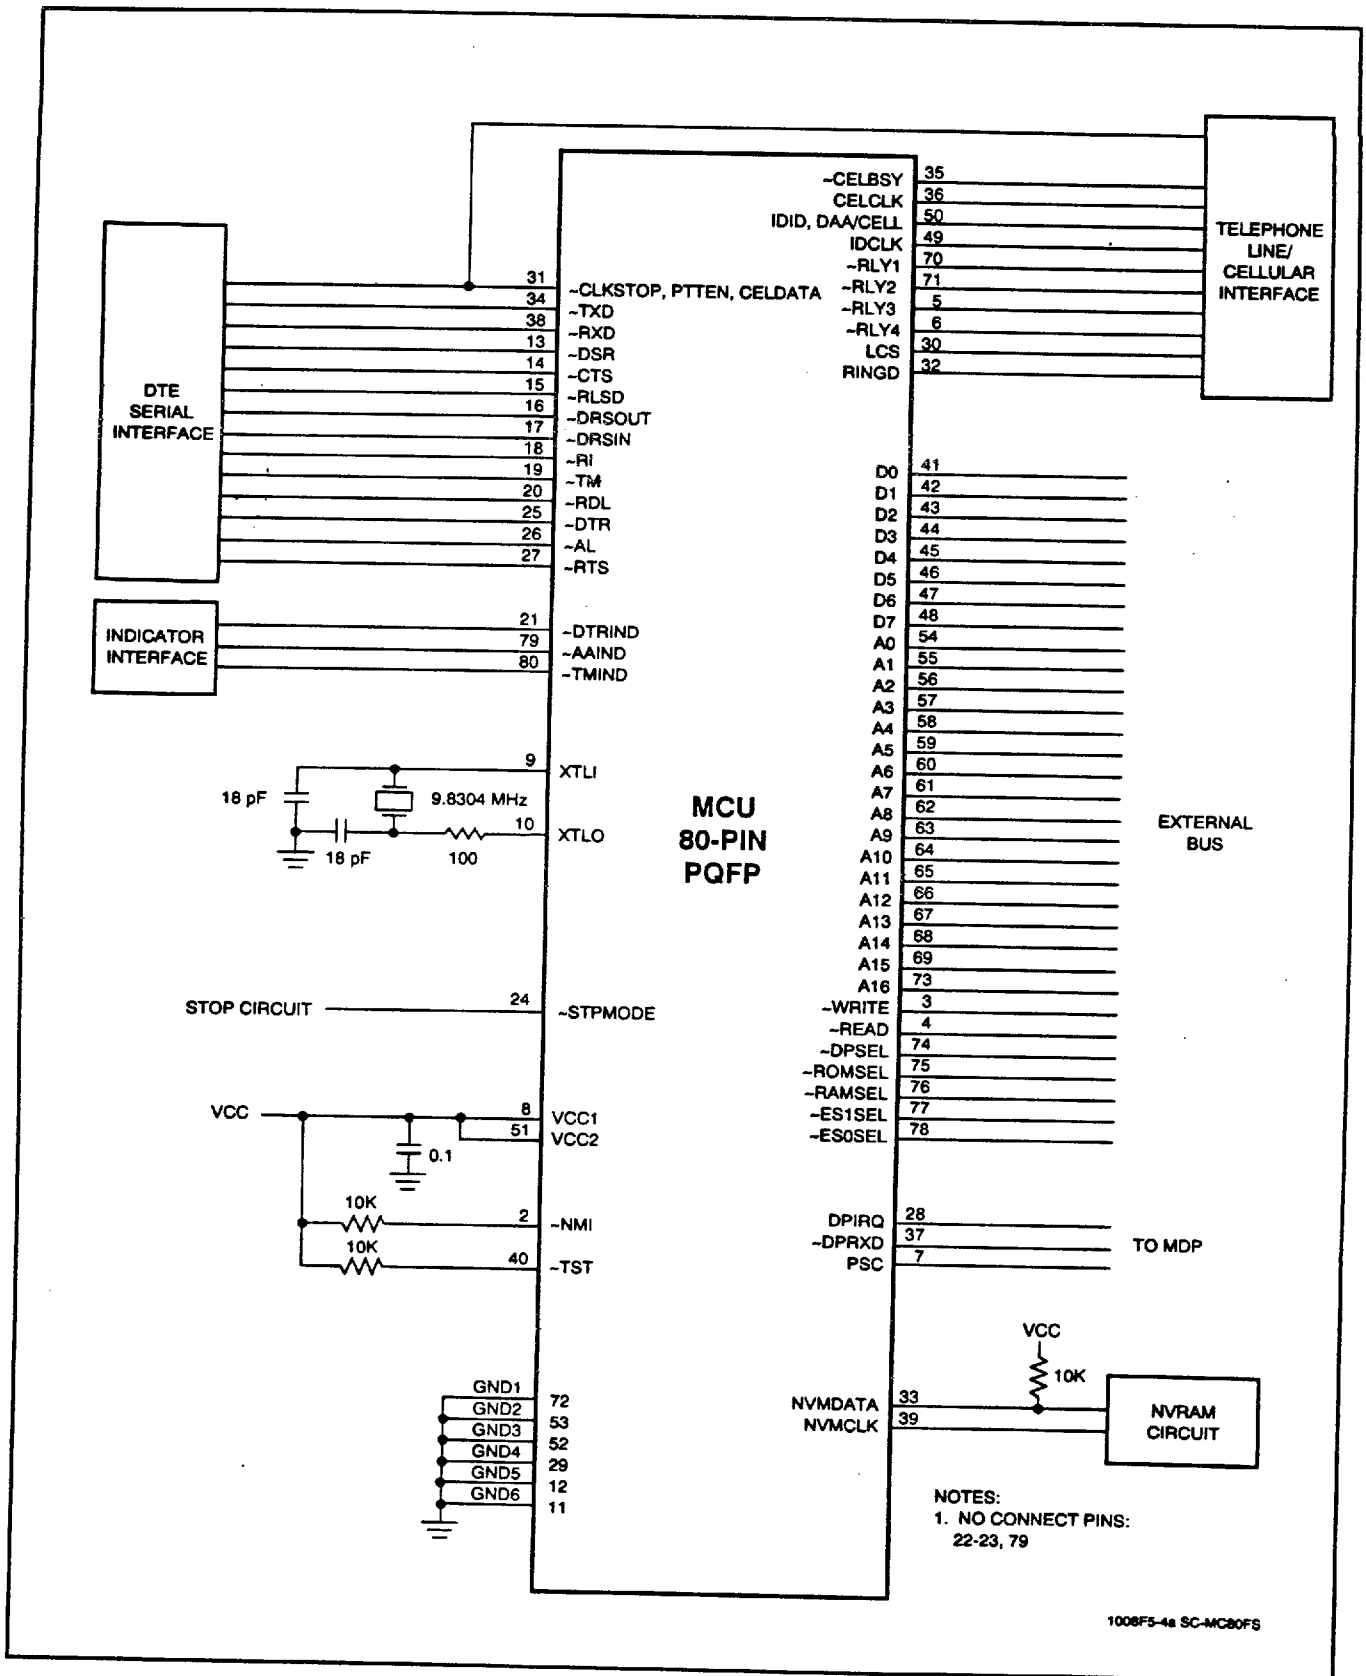 DTE
SERIAL
INTERFACE
31 ~CLKSTOP, PTTEN, CELDATA
34 ~TXD
38 ~RXD
13 ~DSR
14 ~CTS
15 ~RLSD
16 ~DRSOUT
17 ~DRSIN
18 ~RI
19 ~TM
20 ~RDL
25 ~DTR
26 ~AL
27 ~RTS
INDICATOR
INTERFACE
21 ~DTRIND
79 ~AAIND
80 ~TMIND
9 XTLI
18 pF
9.8304 MHz
10 XTLO
18 pF
100
STOP CIRCUIT
24 ~STPMODE
VCC
8 VCC1
51 VCC2
0.1
10K
2 ~NMI
10K
40 ~TST
GND1 72
GND2 53
GND3 52
GND4 29
GND5 12
GND6 11
MCU
80-PIN
PQFP
~CELBSY 35
CELCLK 36
IDID, DAA/CELL 50
IDCLK 49
~RLY1 70
~RLY2 71
~RLY3 5
~RLY4 6
LCS 30
RINGD 32
TELEPHONE
LINE/
CELLULAR
INTERFACE
D0 41
D1 42
D2 43
D3 44
D4 45
D5 46
D6 47
D7 48
A0 54
A1 55
A2 56
A3 57
A4 58
A5 59
A6 60
A7 61
A8 62
A9 63
A10 64
A11 65
A12 66
A13 67
A14 68
A15 69
A16 73
~WRITE 3
~READ 4
~DPSEL 74
~ROMSEL 75
~RAMSEL 76
~ES1SEL 77
~ES0SEL 78
EXTERNAL
BUS
DPIRQ 28
~DPRXD 37
PSC 7
TO MDP
VCC
10K
NVMDATA 33
NVMCLK 39
NVRAM
CIRCUIT
NOTES:
1. NO CONNECT PINS:
22-23, 79
1008F5-4a SC-MC80FS